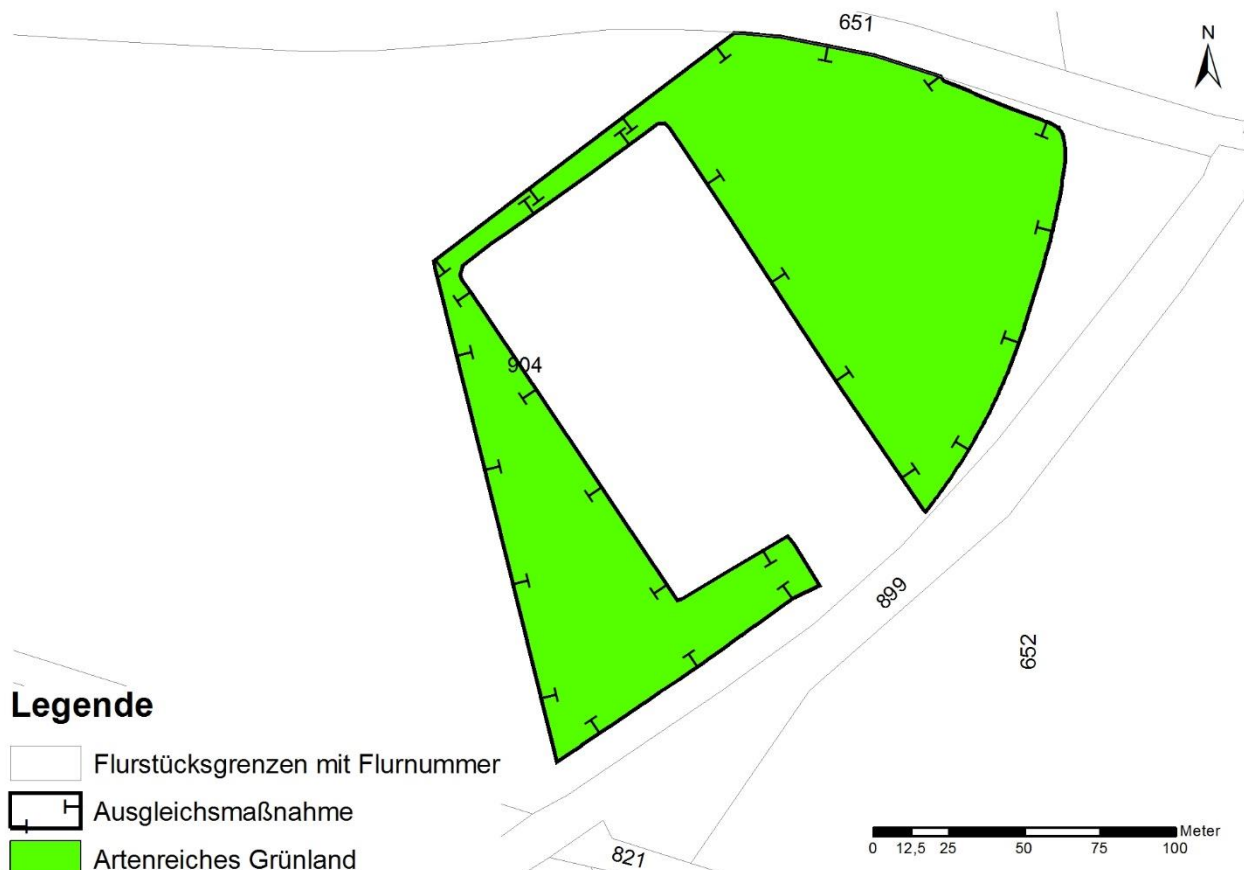 651
N
904
899
652
Legende
Flurstücksgrenzen mit Flurnummer
Ausgleichsmaßnahme
Artenreiches Grünland
821
Meter
0 12,5 25 50 75 100